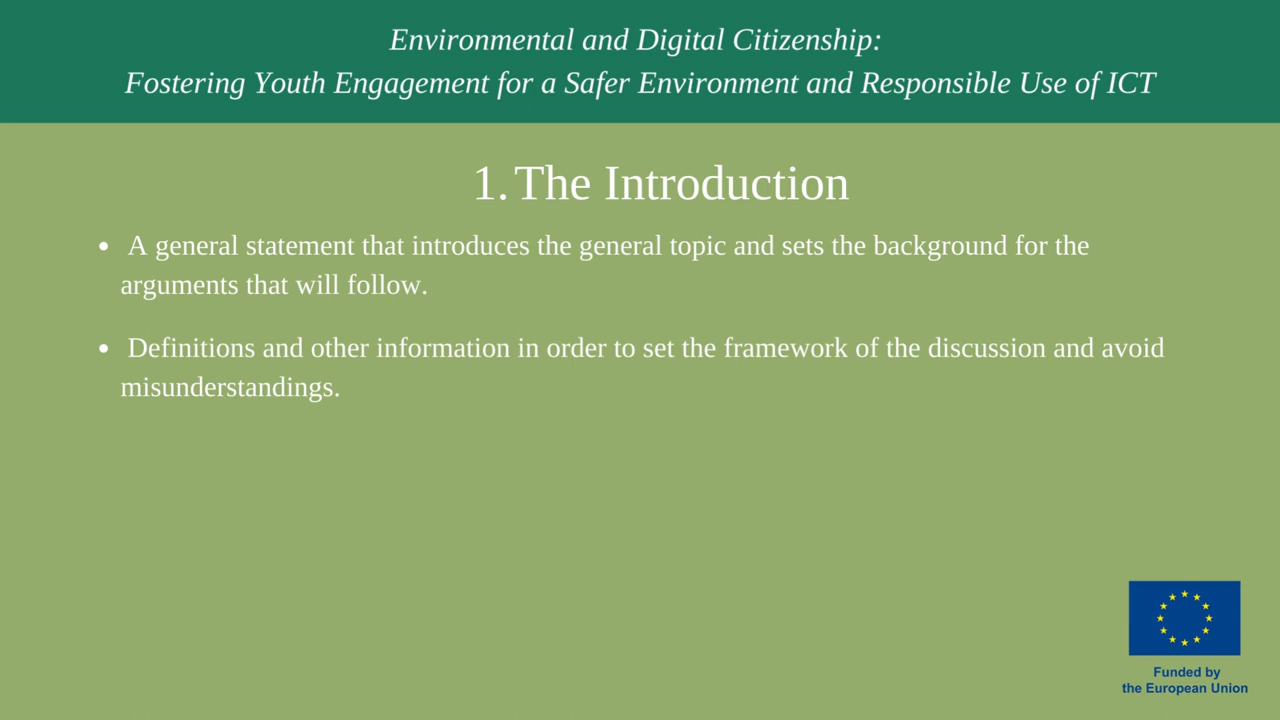 Environmental and Digital Citizenship:
Fostering Youth Engagement for a Safer Environment and Responsible Use of ICT
1. The Introduction
• A general statement that introduces the general topic and sets the background for the
arguments that will follow.
• Definitions and other information in order to set the framework of the discussion and avoid
misunderstandings.
Funded by
the European Union